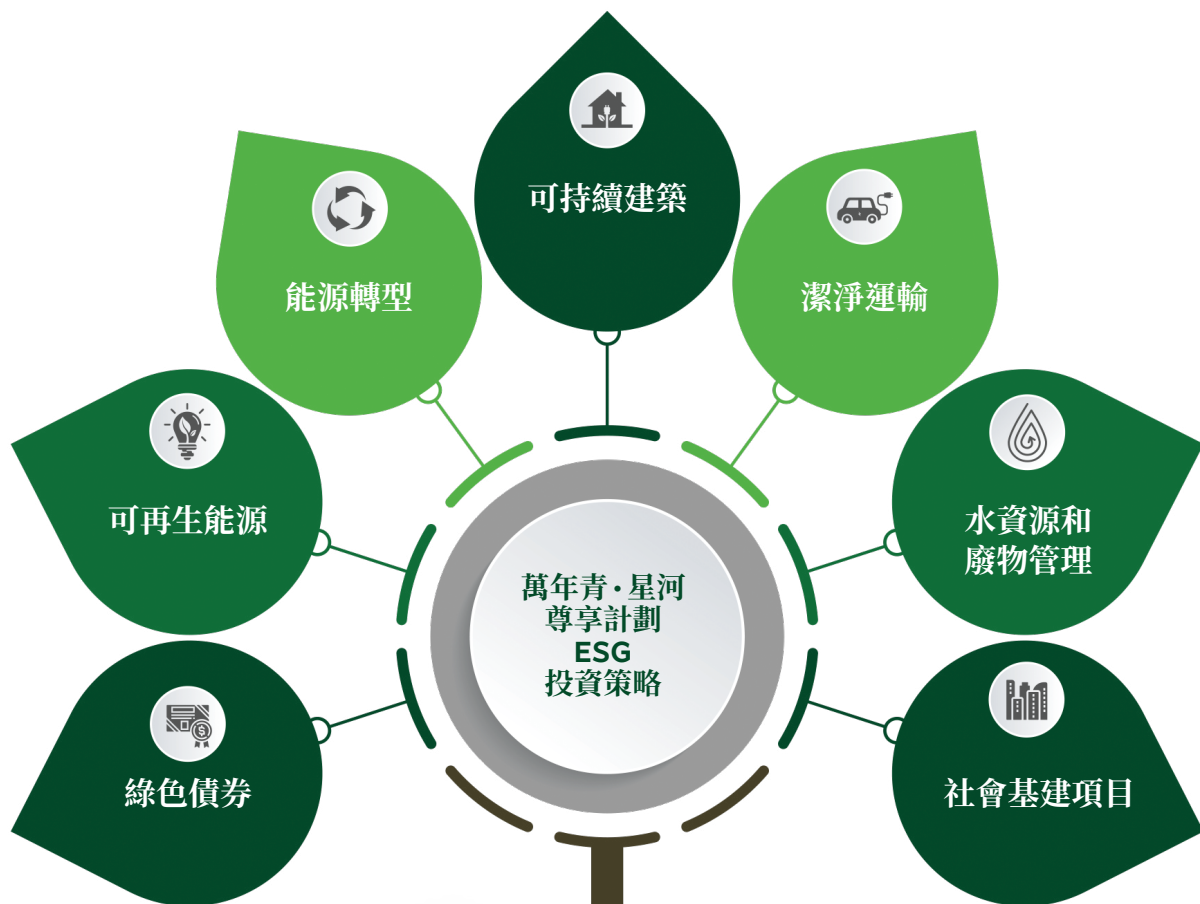 可持續建築
能源轉型
潔淨運輸
可再生能源
水資源和
廢物管理
萬年青·星河
尊享計劃
ESG
投資策略
綠色債券
社會基建項目